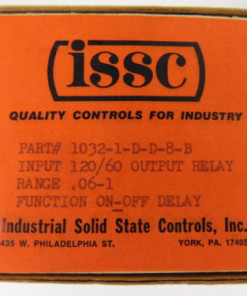 issc
QUALITY CONTROLS FOR INDUSTRY
PART# 1032-1-D-D-8-B
INPUT 120/60 OUTPUT RELAY
RANGE .06-1
FUNCTION ON-OFF DELAY
Industrial Solid State Controls, Inc.
435 W. PHILADELPHIA ST. YORK, PA. 17405